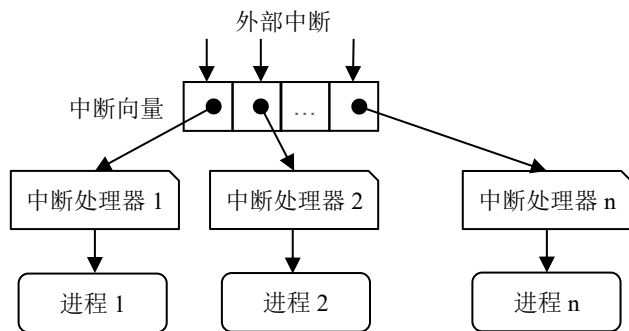 外部中断
中断向量
…
中断处理器 1
中断处理器 2
中断处理器 n
进程 1
进程 2
进程 n